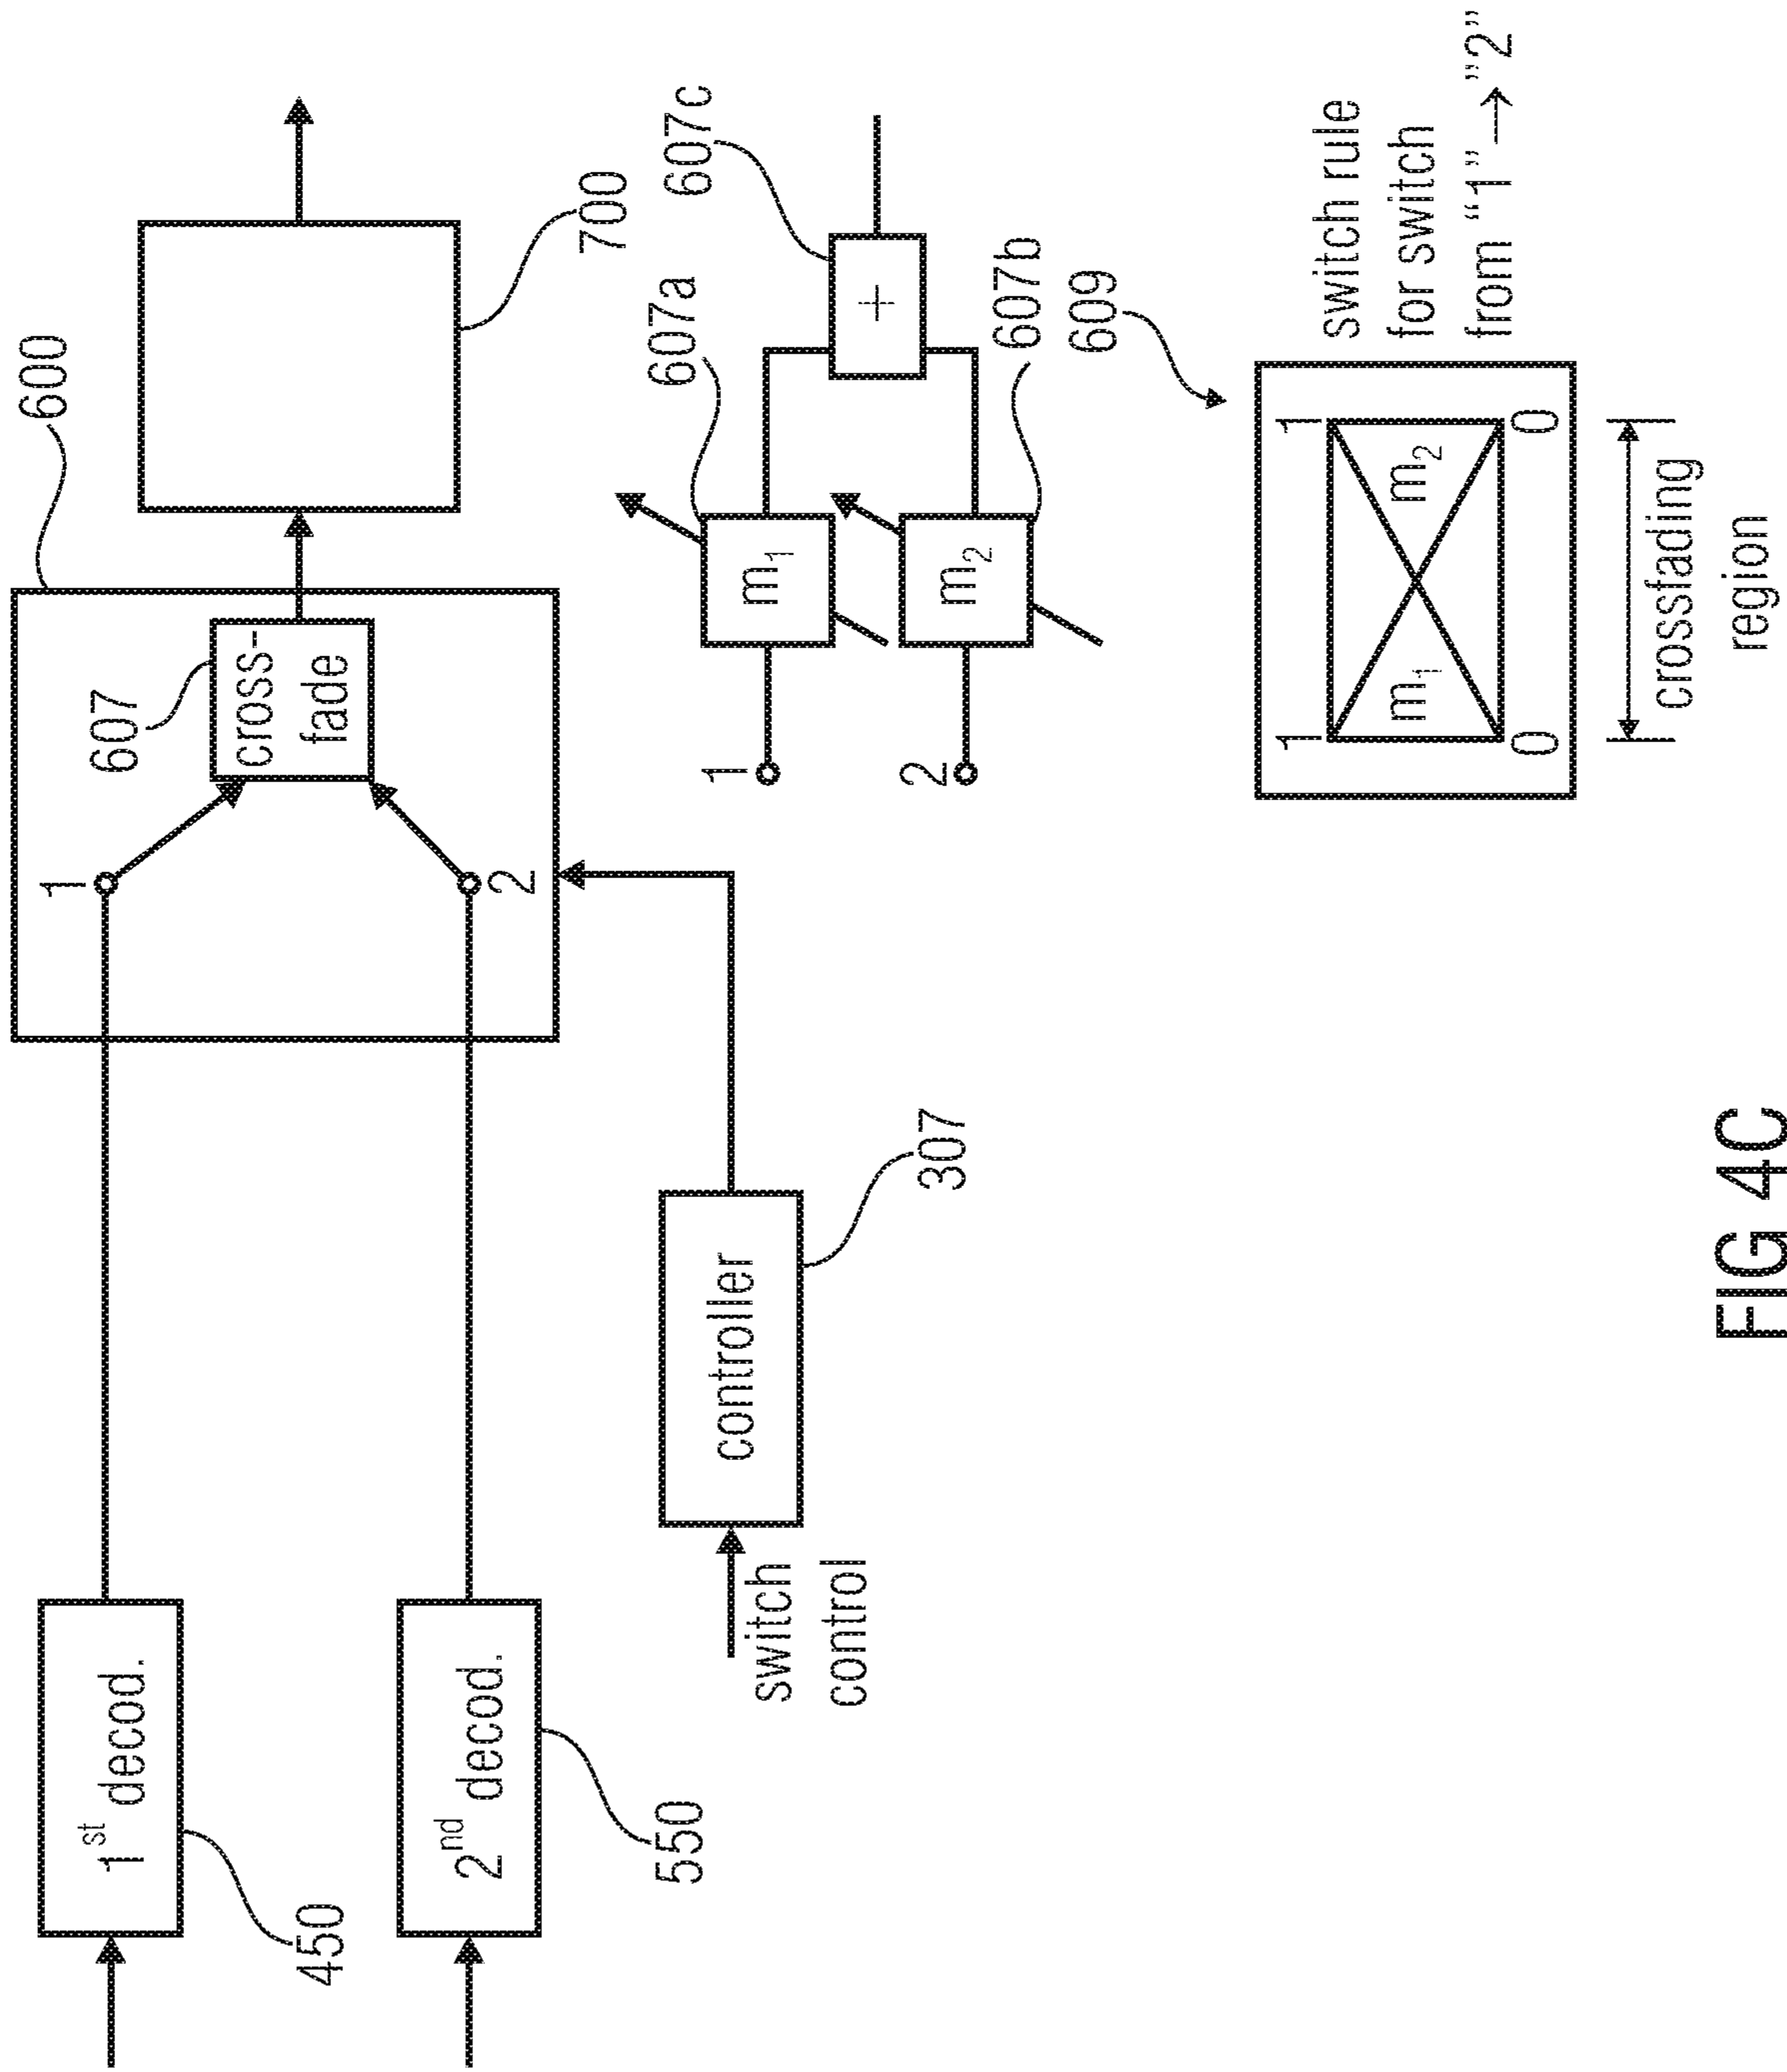 1st decod.
450
2nd decod.
550
switch
control
controller
307
1
2
607
cross-
fade
600
700
1
2
m1
m2
607a
607b
+
607c
609
1
1
m1
m2
0
0
crossfading
region
switch rule
for switch
from “1”→”2”
FIG 4C